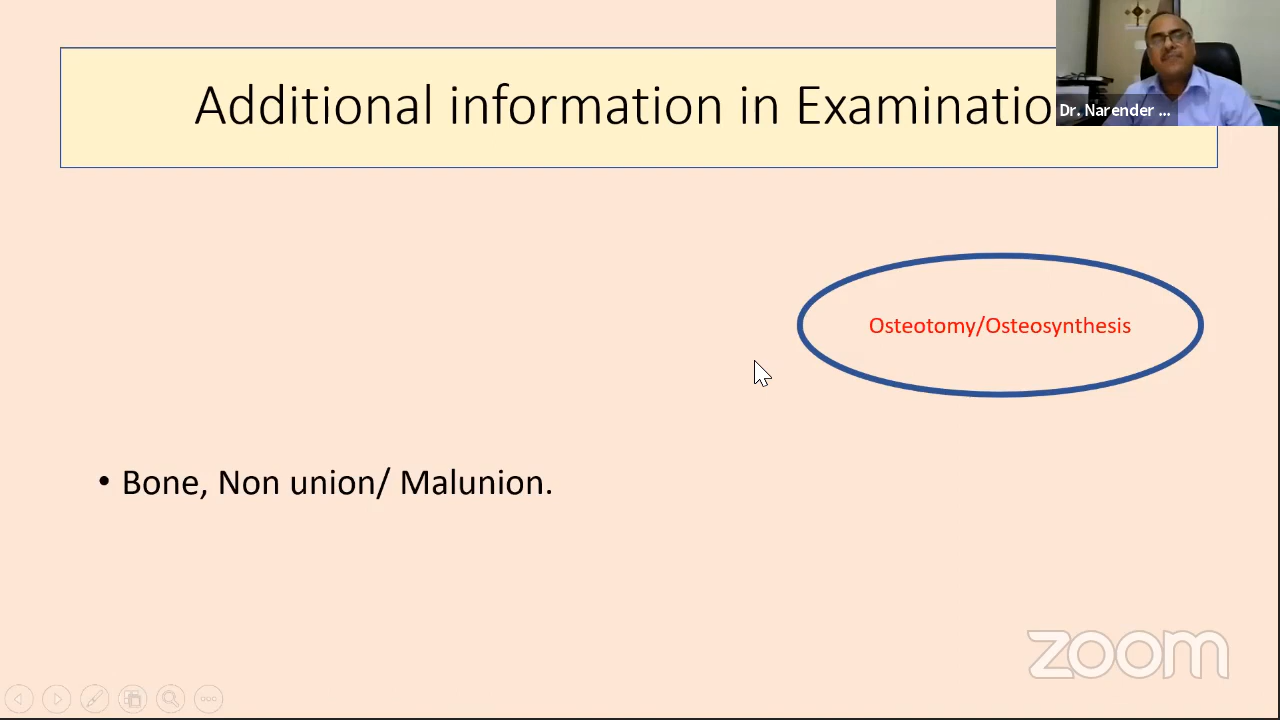 Additional information in Examinatio
Dr. Narender ...
Osteotomy/Osteosynthesis
• Bone, Non union/ Malunion.
zoom